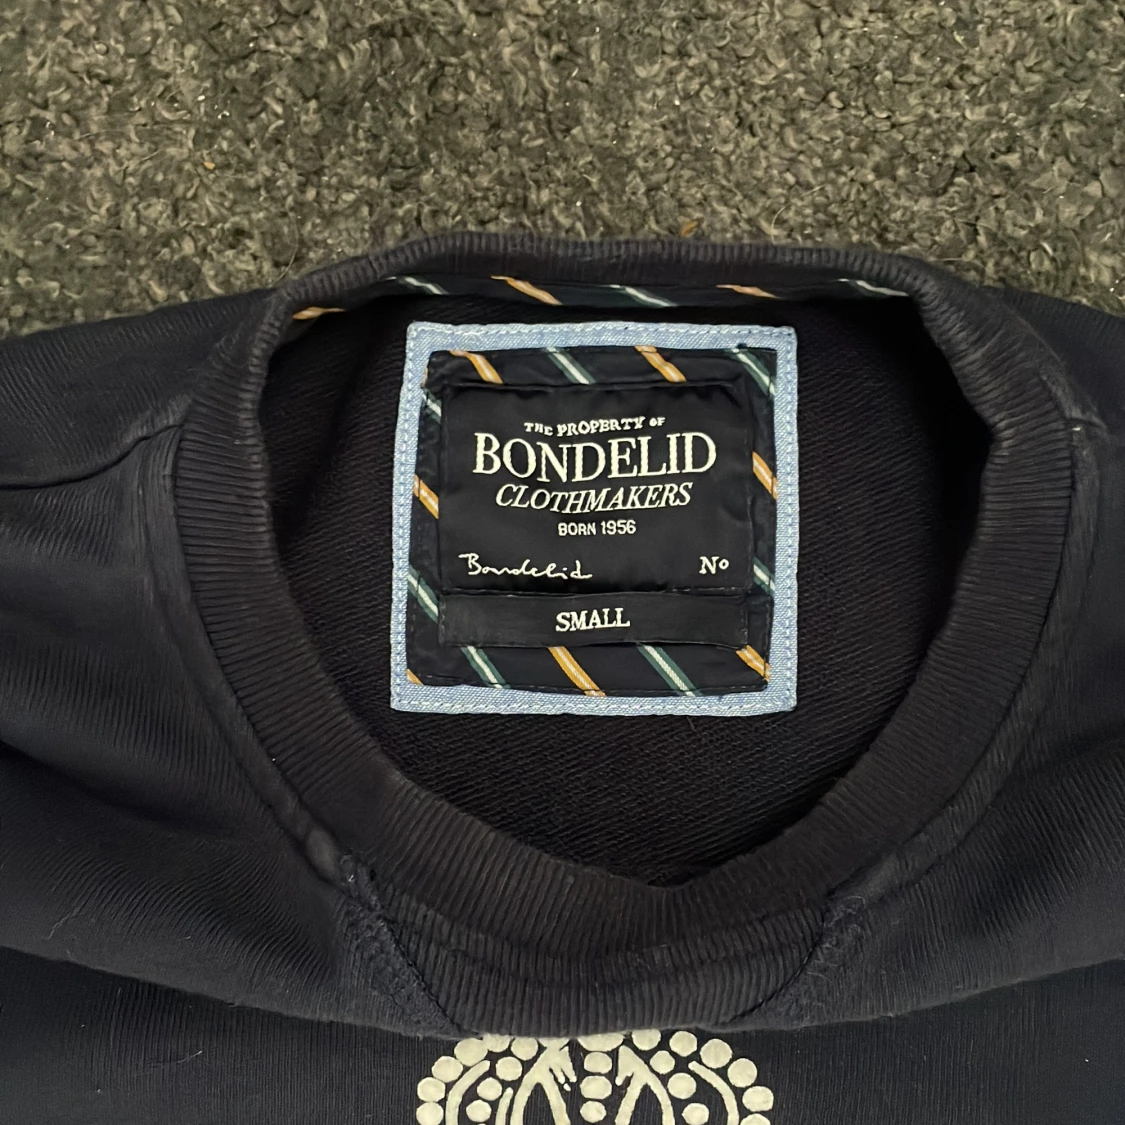 THE PROPERTY OF
BONDELID
CLOTHMAKERS
BORN 1956
Bondelid Nº
SMALL